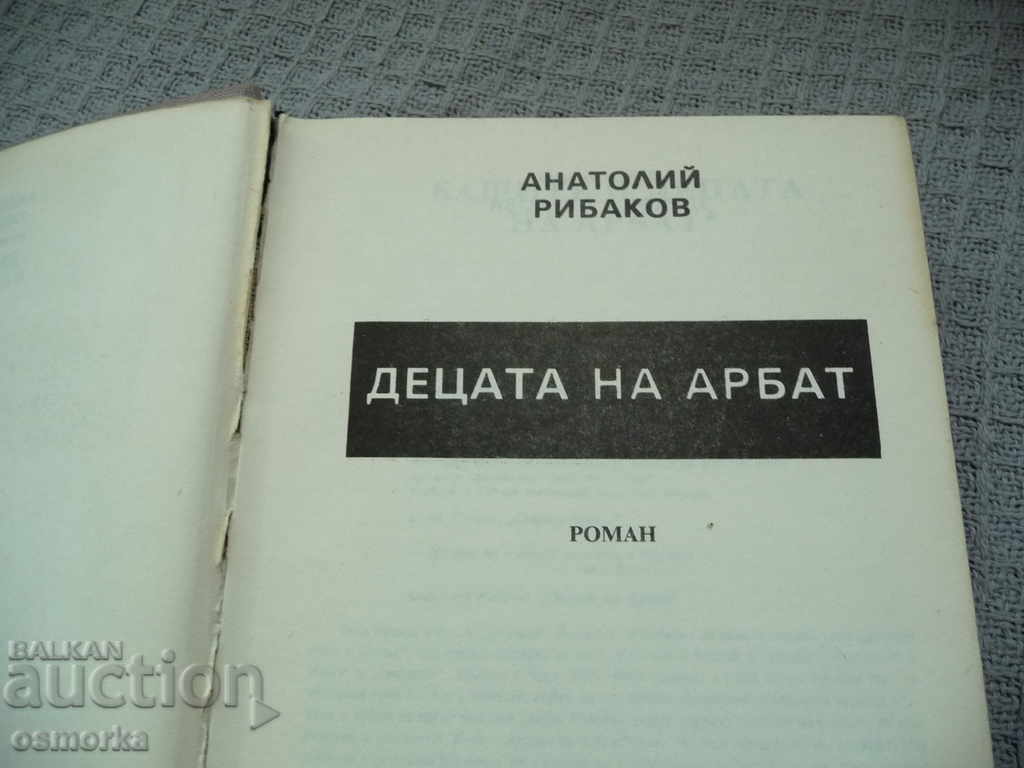 АНАТОЛИЙ
РИБАКОВ
ДЕЦАТА НА АРБАТ
РОМАН
BALKAN
auction
osmorka